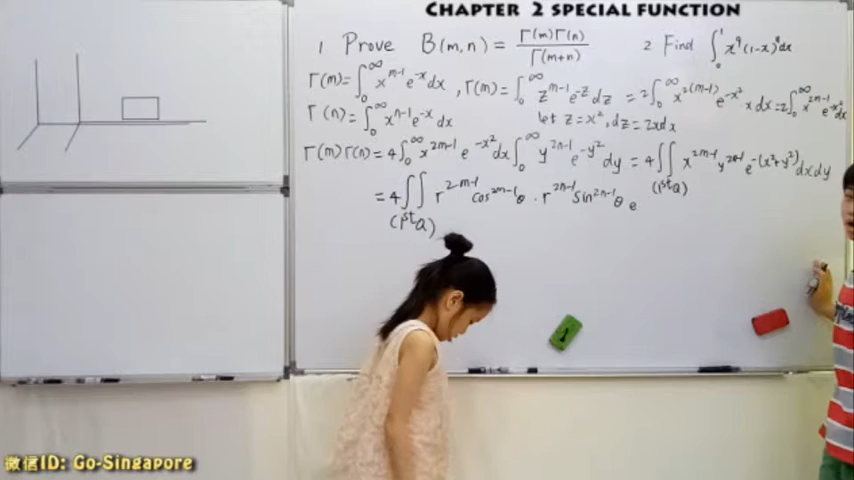 CHAPTER 2 SPECIAL FUNCTION
1 Prove B(m,n) = Γ(m)Γ(n) / Γ(m+n) 2 Find ∫₀¹ x⁹(1-x)⁸dx
Γ(m)=∫₀^∞ x^{m-1}e^{-x}dx, Γ(m)=∫₀^∞ z^{m-1}e^{-z}dz = 2∫₀^∞ x^{2(m-1)}e^{-x²}xdx=2∫₀^∞ x^{2m-1}e^{-x²}dx
Γ(n)=∫₀^∞ x^{n-1}e^{-x}dx let z=x², dz=2xdx
Γ(m)Γ(n)=4∫₀^∞ x^{2m-1}e^{-x²}dx∫₀^∞ y^{2n-1}e^{-y²}dy = 4∬_{(1st Q)} x^{2m-1}y^{2n-1}e^{-(x²+y²)}dxdy
=4∬_{(1st Q)} r^{2m-1}cos^{2m-1}θ · r^{2n-1}sin^{2n-1}θ e
微信ID: Go-Singapore